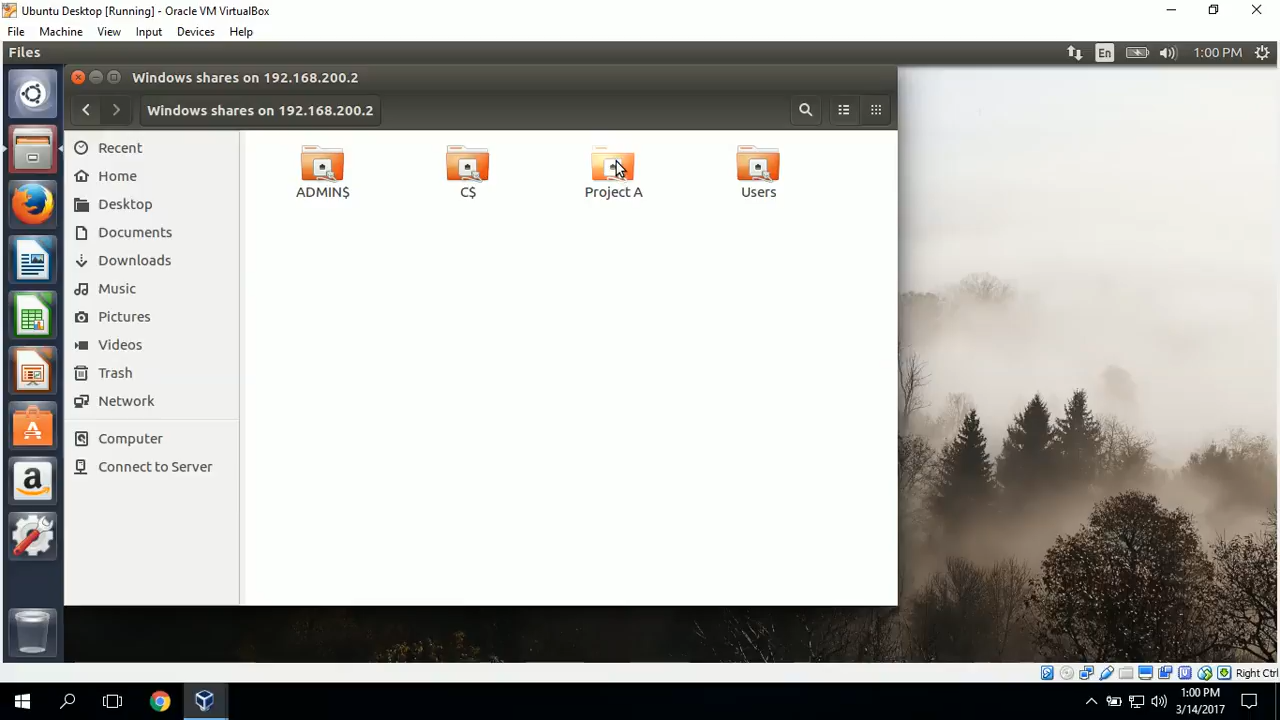 Ubuntu Desktop [Running] - Oracle VM VirtualBox
File Machine View Input Devices Help
Files
En
1:00 PM
Windows shares on 192.168.200.2
Windows shares on 192.168.200.2
Recent
Home
Desktop
Documents
Downloads
Music
Pictures
Videos
Trash
Network
Computer
Connect to Server
ADMIN$
C$
Project A
Users
a
Right Ctrl
1:00 PM
3/14/2017